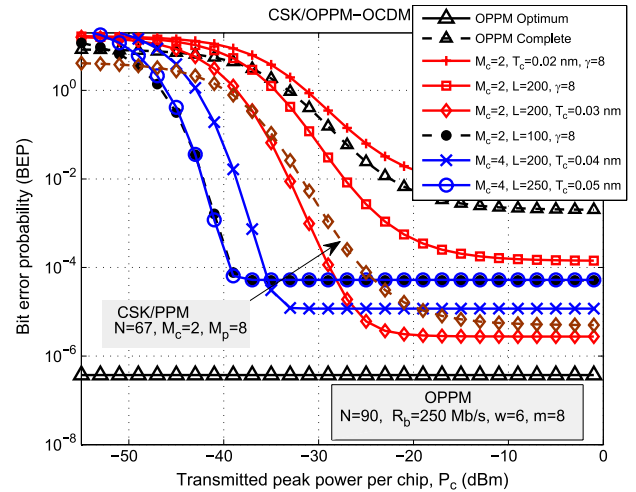 CSK/OPPM-OCDM
OPPM Optimum
OPPM Complete
M_c=2, T_c=0.02 nm, γ=8
M_c=2, L=200, γ=8
M_c=2, L=200, T_c=0.03 nm
M_c=2, L=100, γ=8
M_c=4, L=200, T_c=0.04 nm
M_c=4, L=250, T_c=0.05 nm
Bit error probability (BEP)
10^0
10^−2
10^−4
10^−6
10^−8
CSK/PPM
N=67, M_c=2, M_p=8
OPPM
N=90, R_b=250 Mb/s, w=6, m=8
−50
−40
−30
−20
−10
0
Transmitted peak power per chip, P_c (dBm)